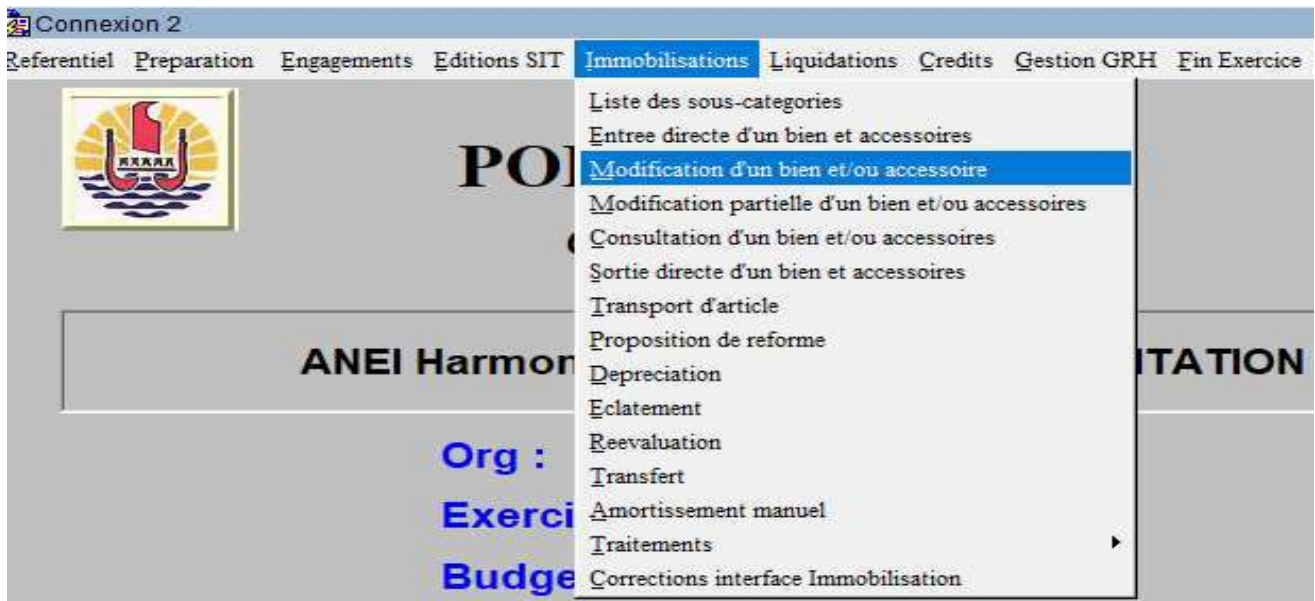 Connexion 2
Referentiel Preparation Engagements Editions SIT Immobilisations Liquidations Credits Gestion GRH Fin Exercice
Liste des sous-categories
Entree directe d'un bien et accessoires
Modification d'un bien et/ou accessoire
Modification partielle d'un bien et/ou accessoires
Consultation d'un bien et/ou accessoires
Sortie directe d'un bien et accessoires
Transport d'article
Proposition de reforme
Depreciation
Eclatement
Reevaluation
Transfert
Amortissement manuel
Traitements
Corrections interface Immobilisation
PO
ANEI Harmon TATION
Org :
Exerci
Budge